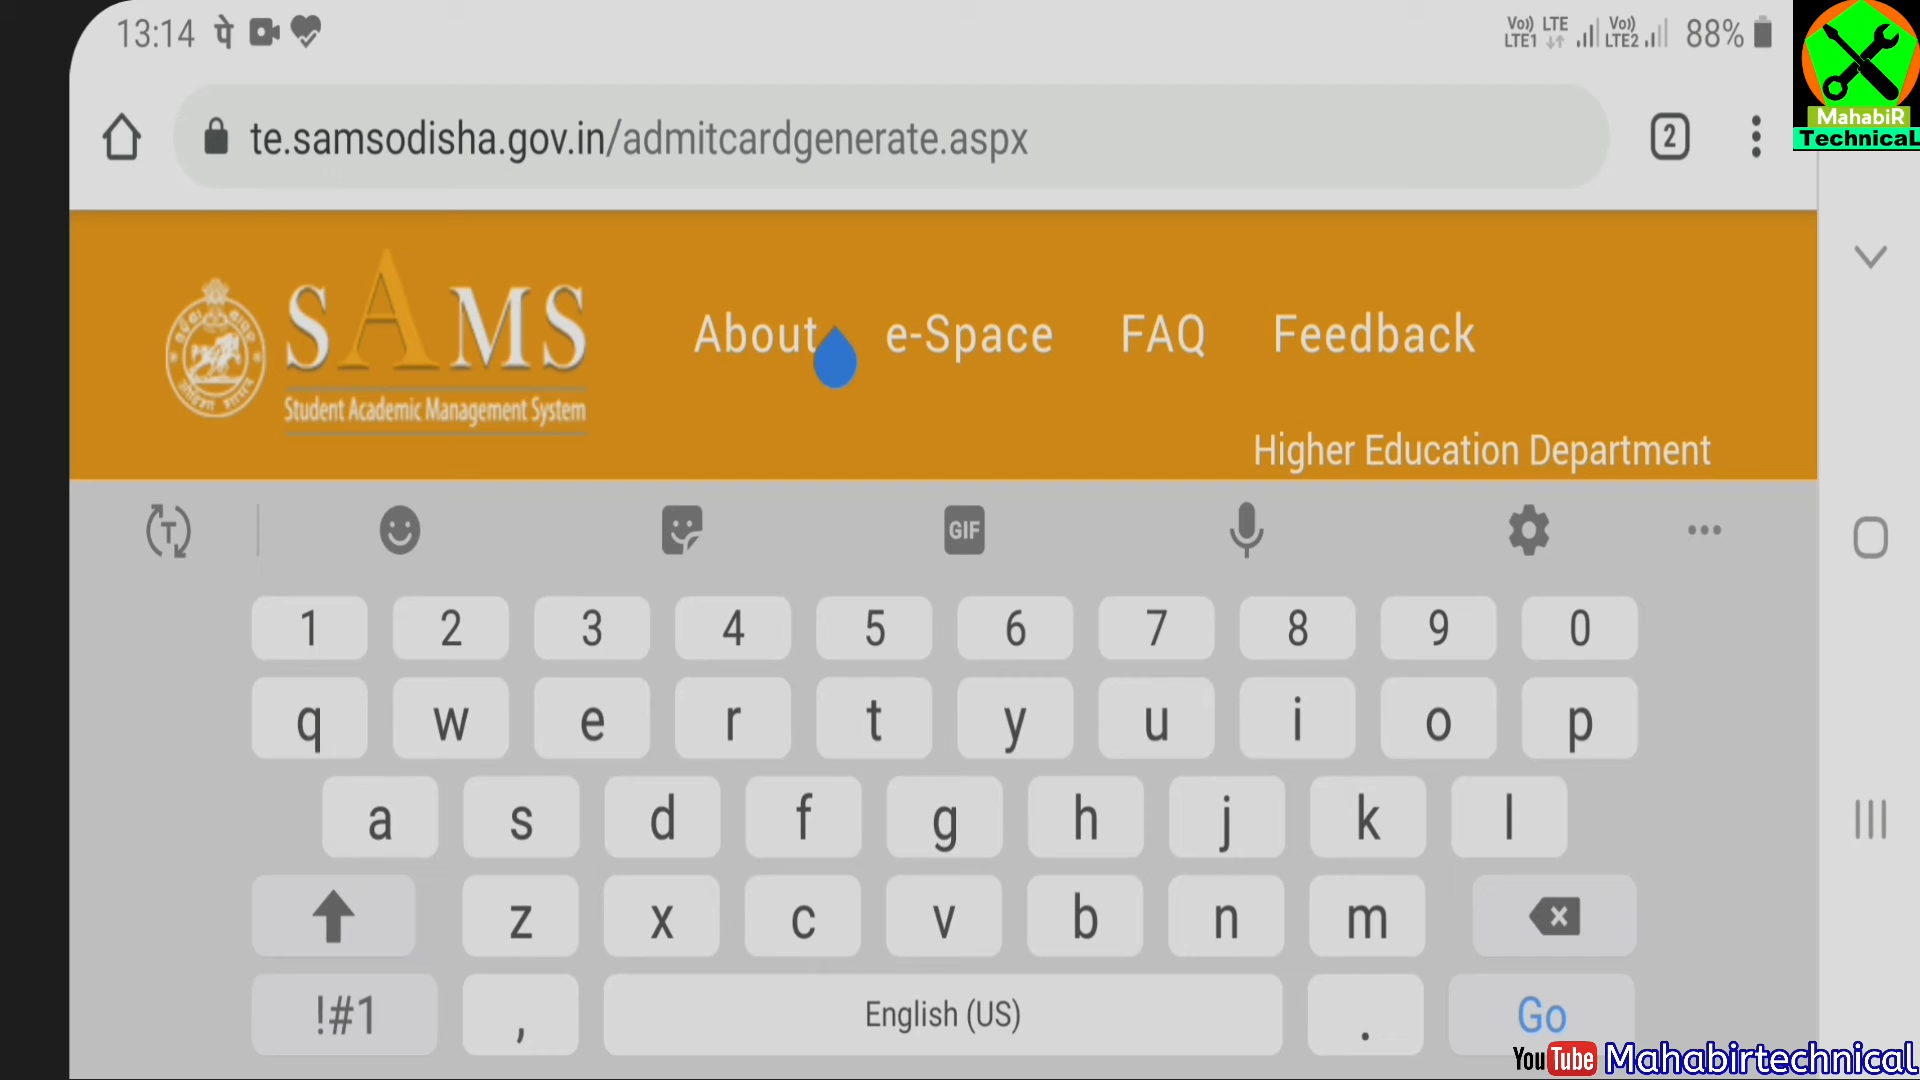 13:14 पे Vo)) LTE1 LTE Vo)) LTE2 88%
MahabiR
TechnicaL
te.samsodisha.gov.in/admitcardgenerate.aspx 2
SAMS
Student Academic Management System
About e-Space FAQ Feedback
Higher Education Department
T GIF
1 2 3 4 5 6 7 8 9 0
q w e r t y u i o p
a s d f g h j k l
z x c v b n m
!#1 , English (US) . Go
YouTube Mahabirtechnical